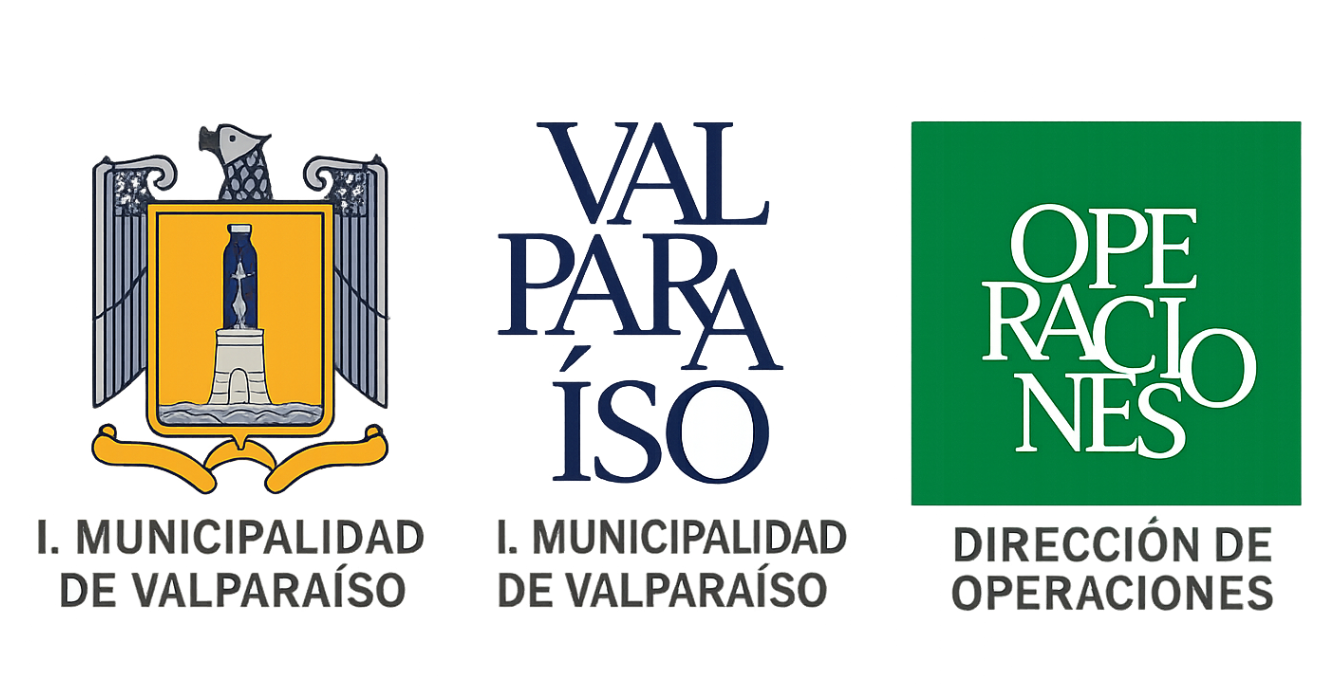 VAL
PARA
ÍSO
OPE
RACIO
NES
I. MUNICIPALIDAD
DE VALPARAÍSO
I. MUNICIPALIDAD
DE VALPARAÍSO
DIRECCIÓN DE
OPERACIONES